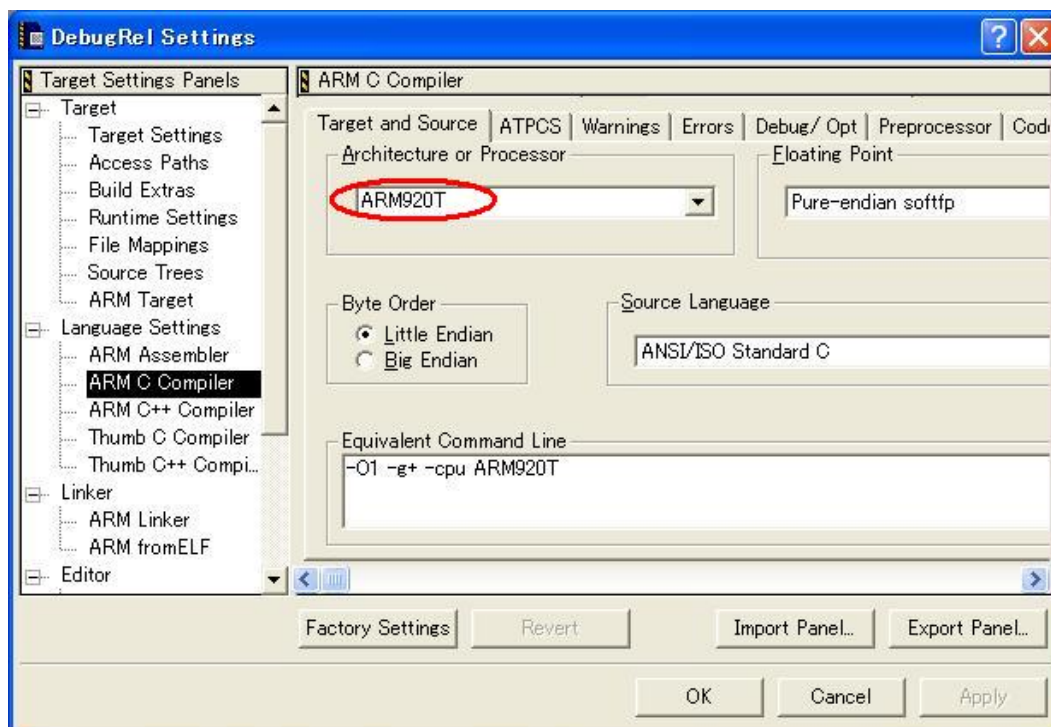 DebugRel Settings
Target Settings Panels
Target
Target Settings
Access Paths
Build Extras
Runtime Settings
File Mappings
Source Trees
ARM Target
Language Settings
ARM Assembler
ARM C Compiler
ARM C++ Compiler
Thumb C Compiler
Thumb C++ Compi...
Linker
ARM Linker
ARM fromELF
Editor
ARM C Compiler
Target and Source ATPCS Warnings Errors Debug/ Opt Preprocessor Code
Architecture or Processor
ARM920T
Floating Point
Pure-endian softfp
Byte Order
Little Endian
Big Endian
Source Language
ANSI/ISO Standard C
Equivalent Command Line
-O1 -g+ -cpu ARM920T
Factory Settings Revert Import Panel... Export Panel...
OK Cancel Apply